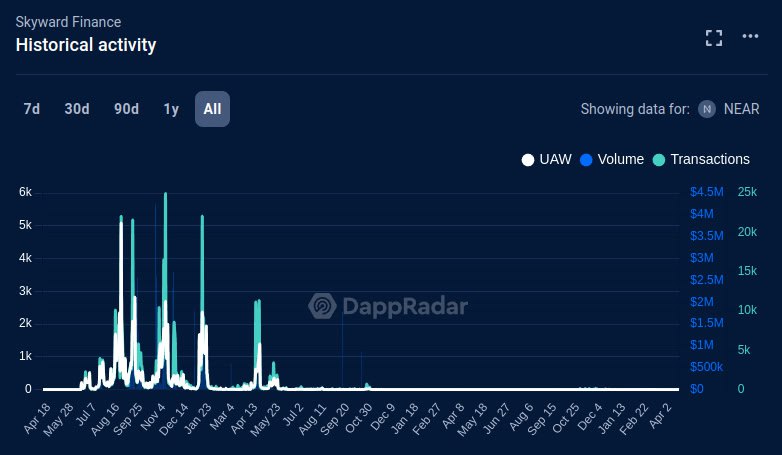 Skyward Finance
Historical activity
7d 30d 90d 1y All
Showing data for: N NEAR
UAW Volume Transactions
6k $4.5M 25k
$4M
5k $3.5M 20k
4k $3M
$2.5M 15k
3k
$2M 10k
2k $1.5M
$1M
1k 5k
$500k
0 $0 0
DappRadar
Apr 18 May 28 Jul 7 Aug 16 Sep 25 Nov 4 Dec 14 Jan 23 Mar 4 Apr 13 May 23 Jul 2 Aug 11 Sep 20 Oct 30 Dec 9 Jan 18 Feb 27 Apr 8 May 18 Jun 27 Aug 6 Sep 15 Oct 25 Dec 4 Jan 13 Feb 22 Apr 2